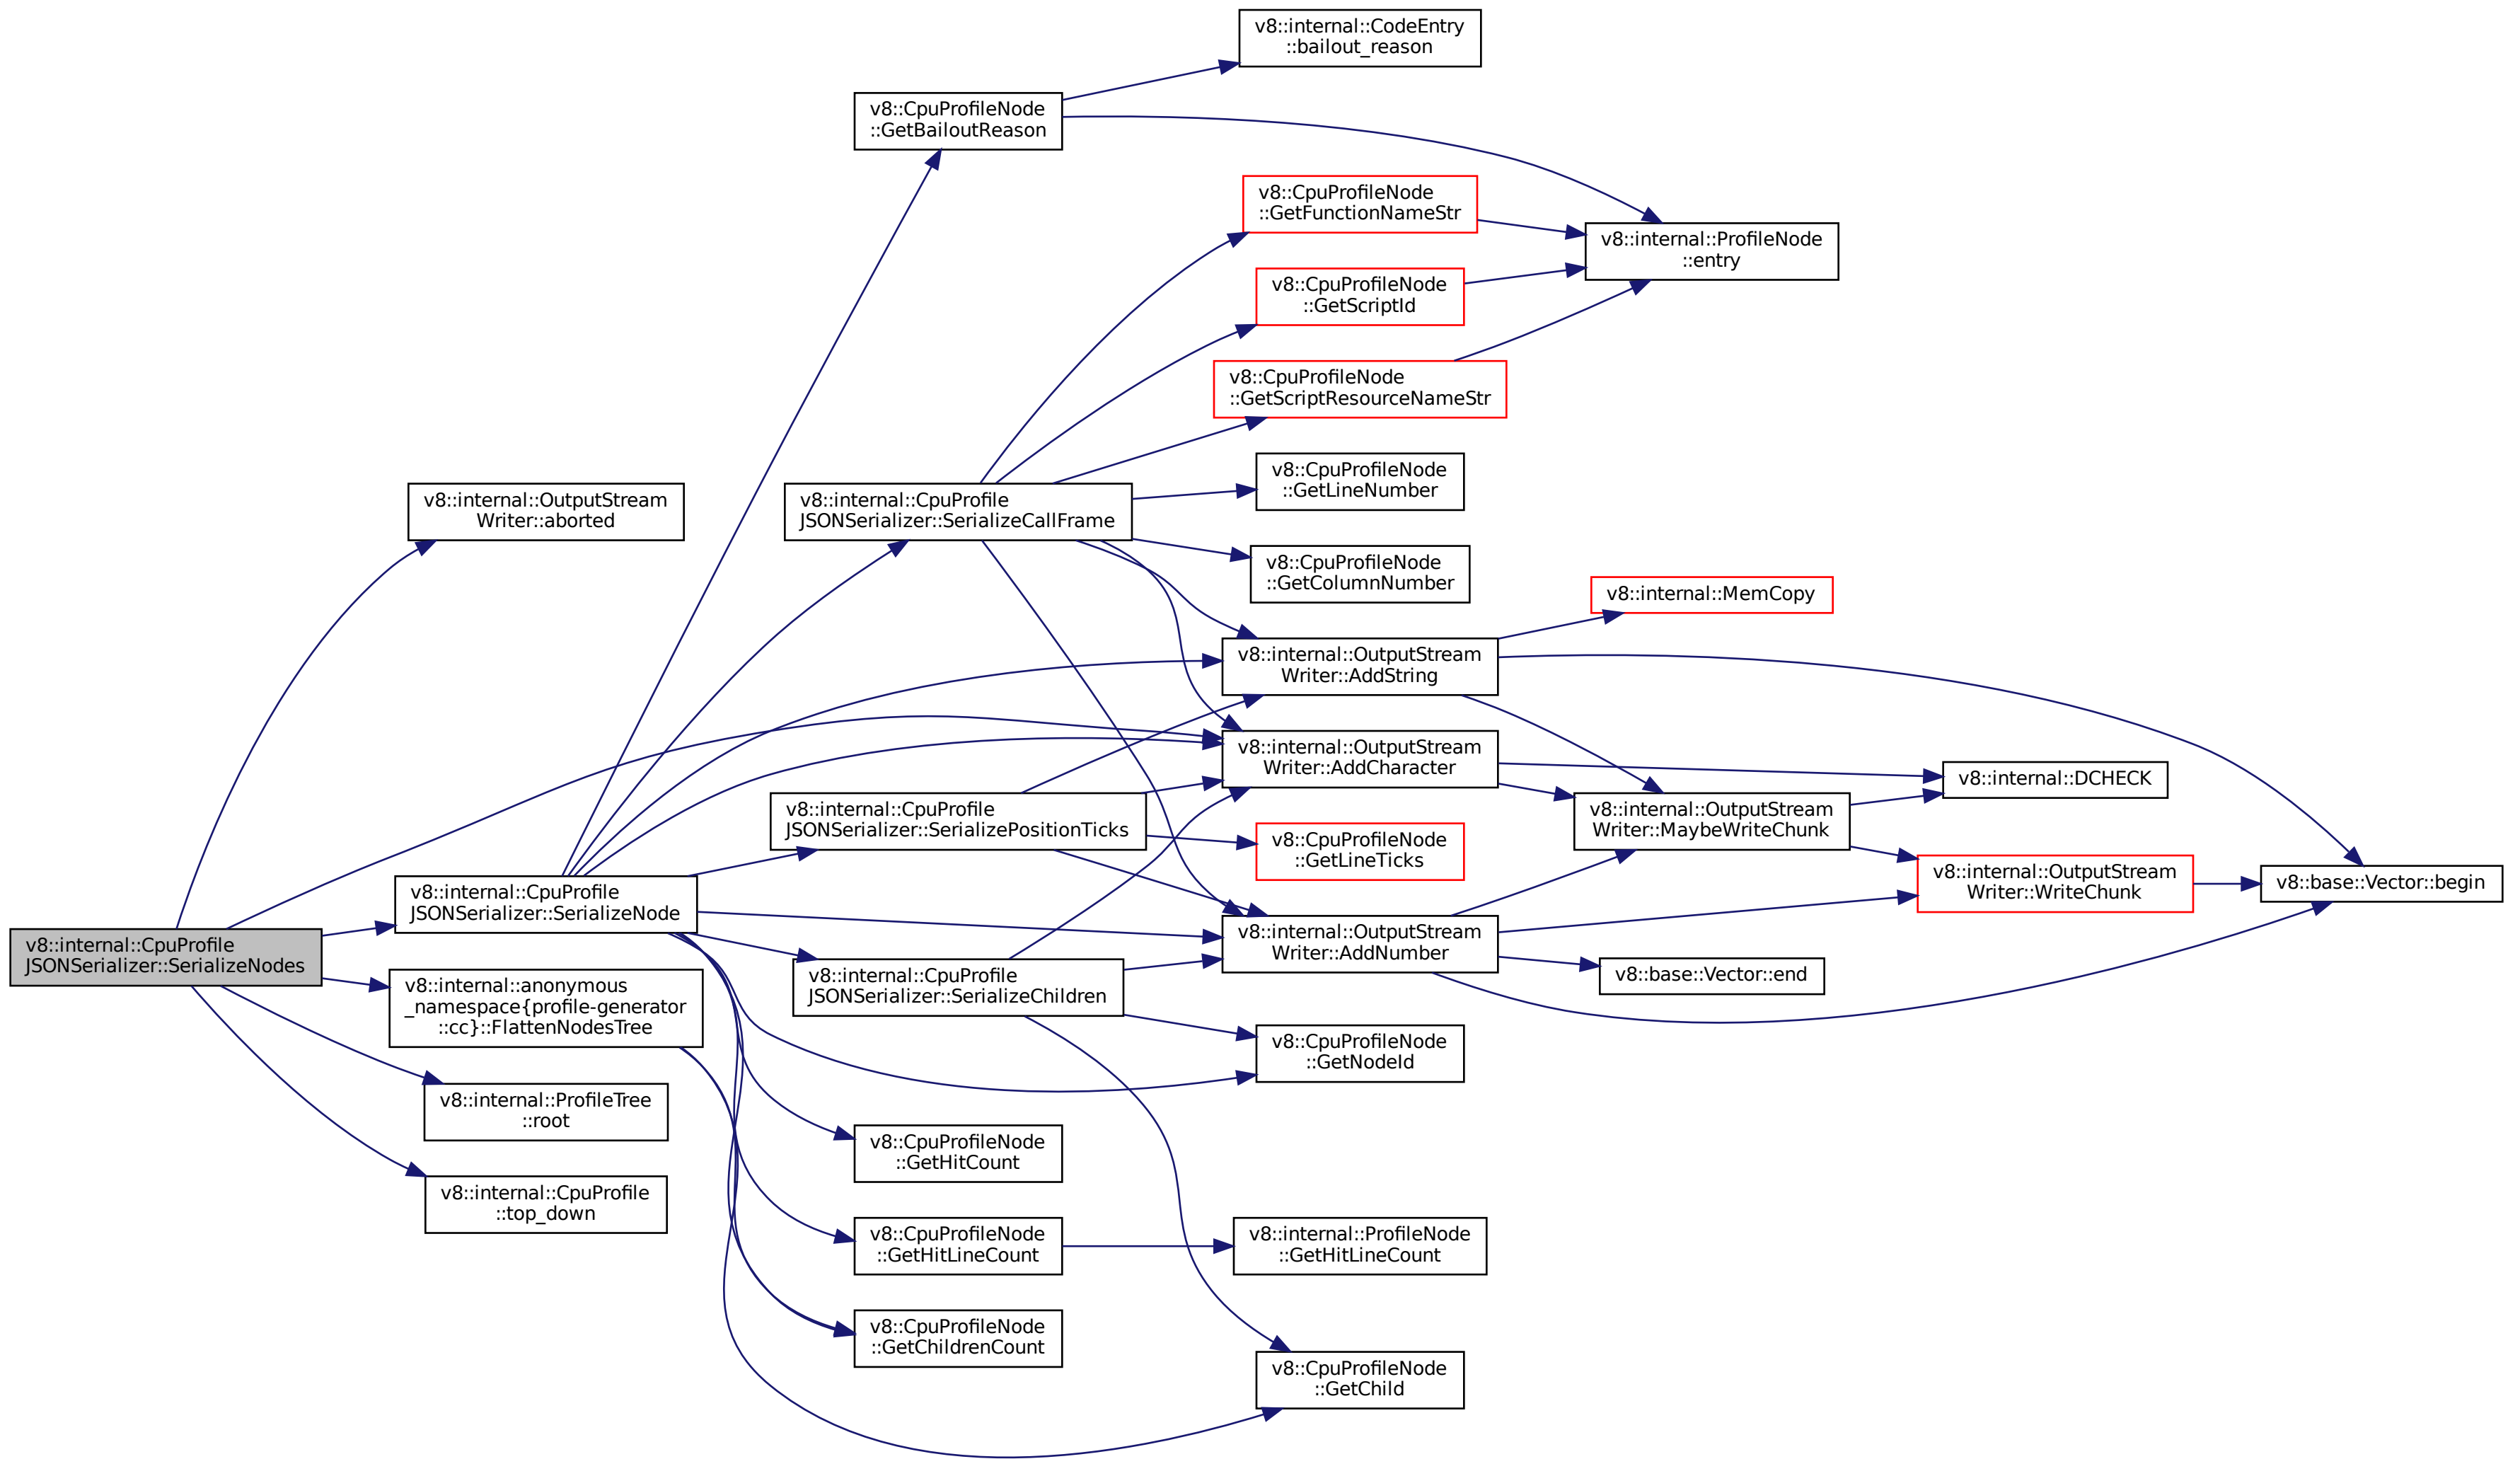 v8::internal::CodeEntry
::bailout_reason
v8::CpuProfileNode
::GetBailoutReason
v8::CpuProfileNode
::GetFunctionNameStr
v8::internal::ProfileNode
::entry
v8::CpuProfileNode
::GetScriptId
v8::CpuProfileNode
::GetScriptResourceNameStr
v8::CpuProfileNode
::GetLineNumber
v8::internal::OutputStream
Writer::aborted
v8::internal::CpuProfile
JSONSerializer::SerializeCallFrame
v8::CpuProfileNode
::GetColumnNumber
v8::internal::MemCopy
v8::internal::OutputStream
Writer::AddString
v8::internal::OutputStream
Writer::AddCharacter
v8::internal::DCHECK
v8::internal::CpuProfile
JSONSerializer::SerializePositionTicks
v8::internal::OutputStream
Writer::MaybeWriteChunk
v8::CpuProfileNode
::GetLineTicks
v8::internal::OutputStream
Writer::WriteChunk
v8::base::Vector::begin
v8::internal::CpuProfile
JSONSerializer::SerializeNode
v8::internal::OutputStream
Writer::AddNumber
v8::internal::CpuProfile
JSONSerializer::SerializeNodes
v8::base::Vector::end
v8::internal::CpuProfile
JSONSerializer::SerializeChildren
v8::internal::anonymous
_namespace{profile-generator
::cc}::FlattenNodesTree
v8::CpuProfileNode
::GetNodeId
v8::internal::ProfileTree
::root
v8::CpuProfileNode
::GetHitCount
v8::internal::CpuProfile
::top_down
v8::CpuProfileNode
::GetHitLineCount
v8::internal::ProfileNode
::GetHitLineCount
v8::CpuProfileNode
::GetChildrenCount
v8::CpuProfileNode
::GetChild